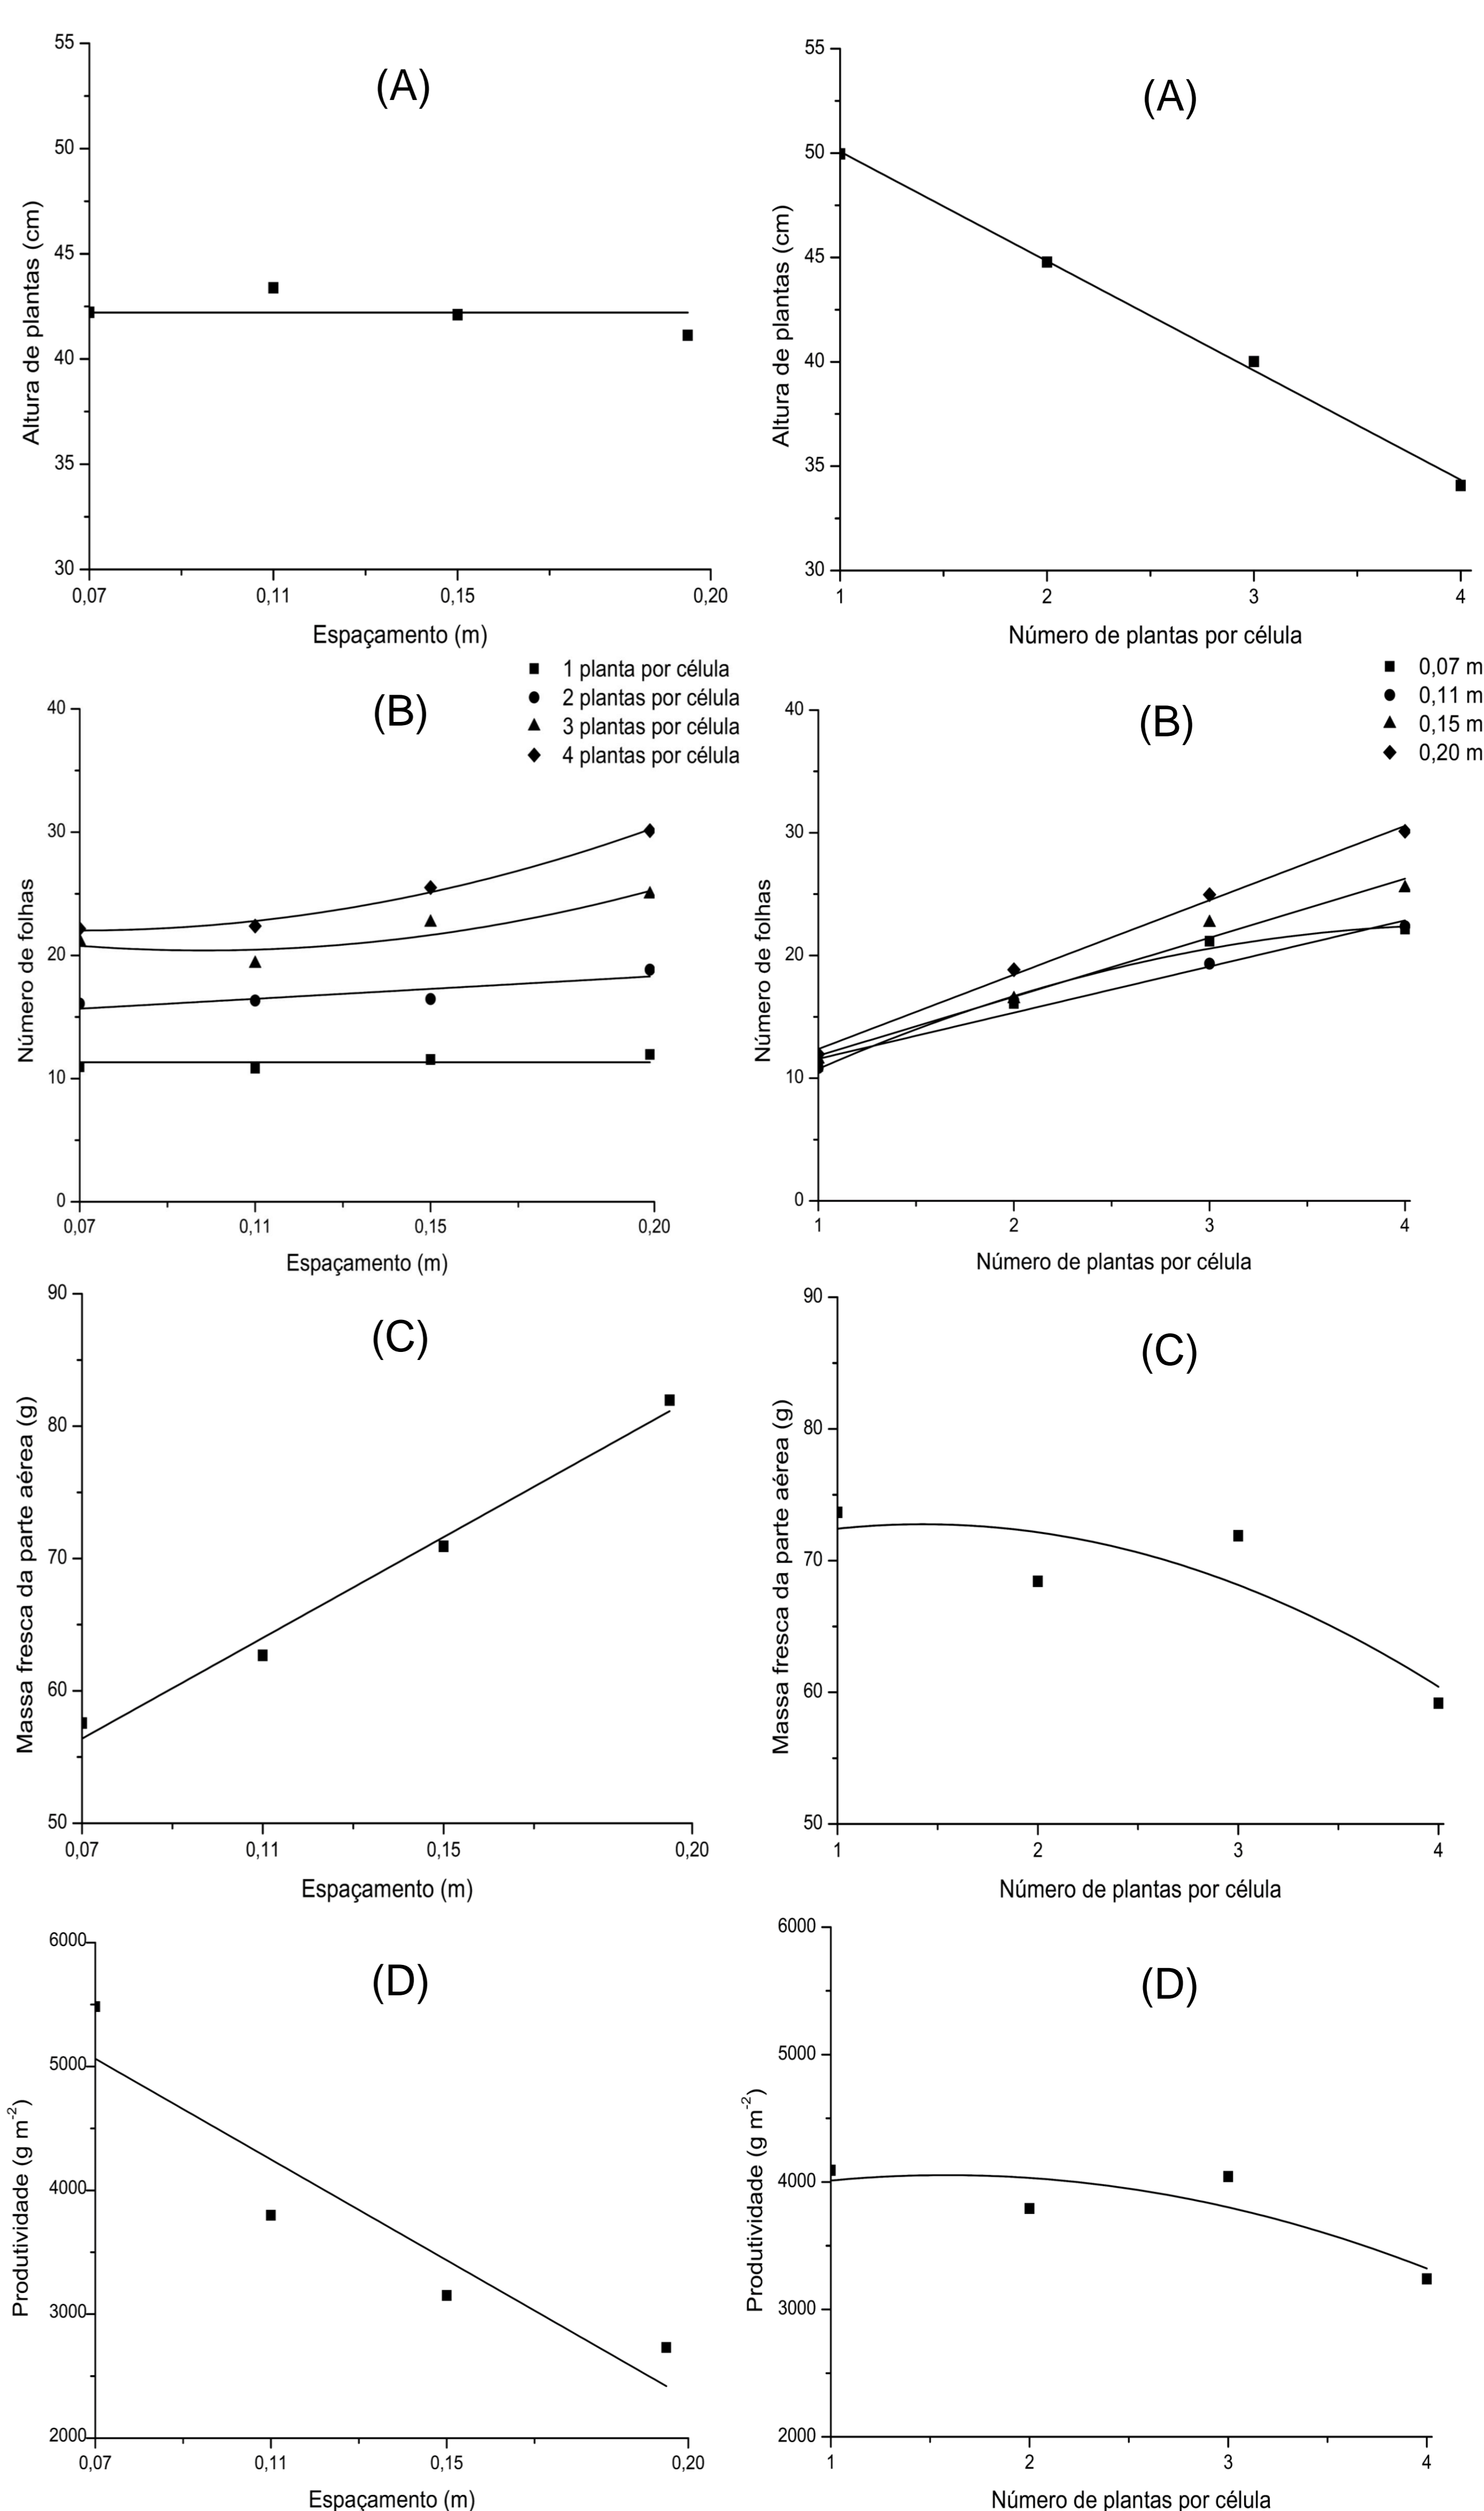 (A)
Altura de plantas (cm)
55
50
45
40
35
30
0,07 0,11 0,15 0,20
Espaçamento (m)
(A)
Altura de plantas (cm)
55
50
45
40
35
30
1 2 3 4
Número de plantas por célula
(B)
1 planta por célula
2 plantas por célula
3 plantas por célula
4 plantas por célula
Número de folhas
40
30
20
10
0
0,07 0,11 0,15 0,20
Espaçamento (m)
(B)
0,07 m
0,11 m
0,15 m
0,20 m
Número de folhas
40
30
20
10
0
1 2 3 4
Número de plantas por célula
(C)
Massa fresca da parte aérea (g)
90
80
70
60
50
0,07 0,11 0,15 0,20
Espaçamento (m)
(C)
Massa fresca da parte aérea (g)
90
80
70
60
50
1 2 3 4
Número de plantas por célula
(D)
Produtividade (g m-2)
6000
5000
4000
3000
2000
0,07 0,11 0,15 0,20
Espaçamento (m)
(D)
Produtividade (g m-2)
6000
5000
4000
3000
2000
1 2 3 4
Número de plantas por célula